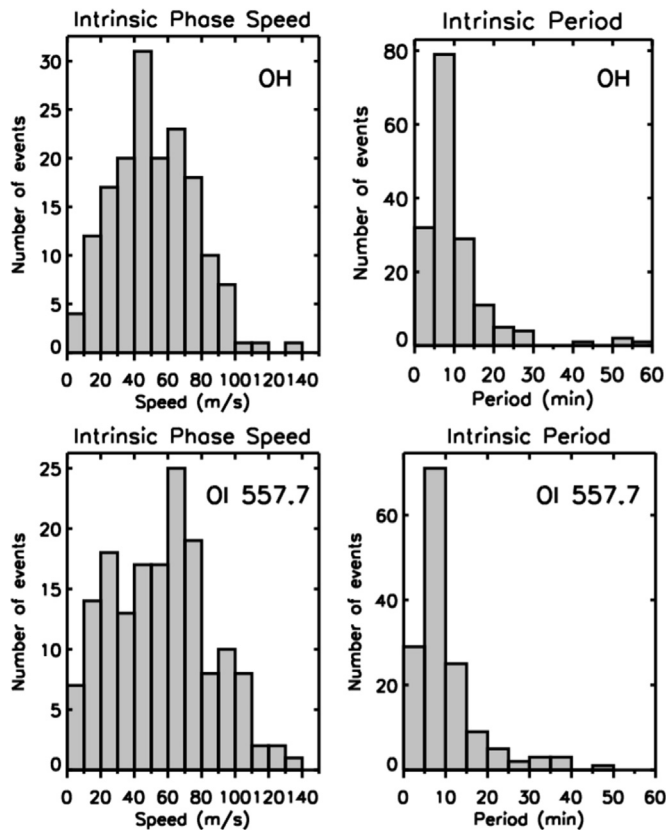 Intrinsic Phase Speed
OH
Number of events
30
25
20
15
10
5
0
0 20 40 60 80 100 120 140
Speed (m/s)
Intrinsic Period
OH
Number of events
80
60
40
20
0
0 10 20 30 40 50 60
Period (min)
Intrinsic Phase Speed
OI 557.7
Number of events
25
20
15
10
5
0
0 20 40 60 80 100 120 140
Speed (m/s)
Intrinsic Period
OI 557.7
Number of events
60
40
20
0
0 10 20 30 40 50 60
Period (min)